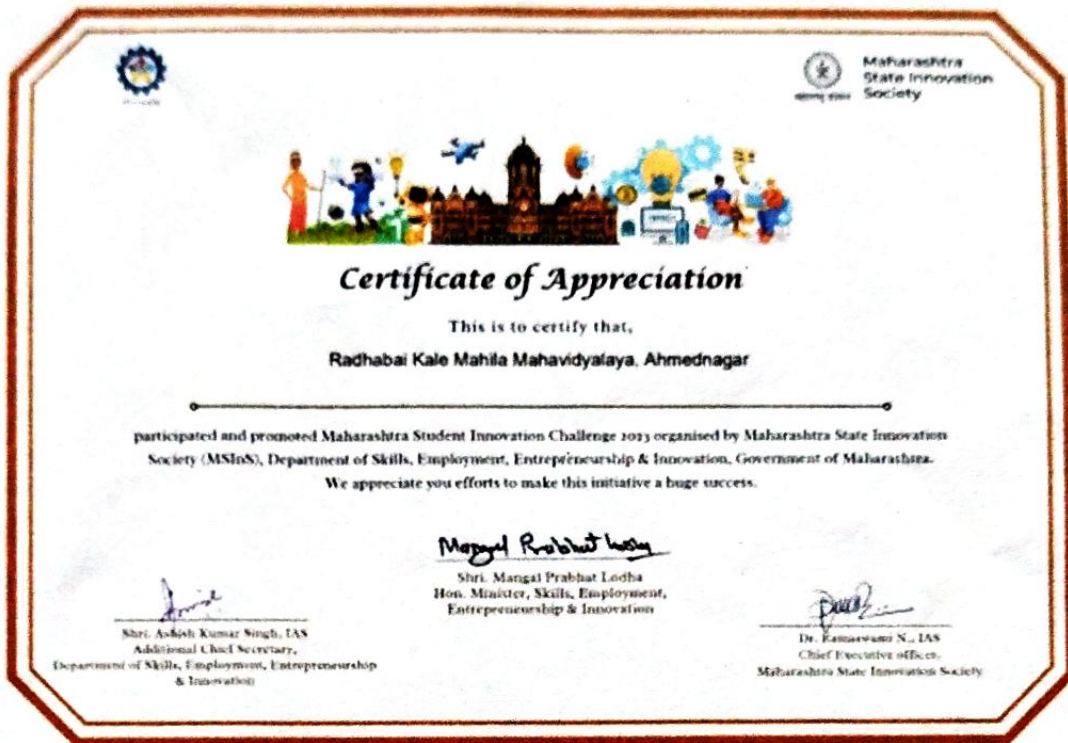 Maharashtra
State Innovation
Society
Certificate of Appreciation
This is to certify that,
Radhabai Kale Mahila Mahavidyalaya, Ahmednagar
participated and promoted Maharashtra Student Innovation Challenge 2023 organised by Maharashtra State Innovation
Society (MSInS), Department of Skills, Employment, Entrepreneurship & Innovation, Government of Maharashtra.
We appreciate you efforts to make this initiative a huge success.
Mangal Prabhat Lodha
Shri. Mangal Prabhat Lodha
Hon. Minister, Skills, Employment,
Entrepreneurship & Innovation
Shri. Ashish Kumar Singh, IAS
Additional Chief Secretary,
Department of Skills, Employment, Entrepreneurship
& Innovation
Dr. Ramaswami N., IAS
Chief Executive officer,
Maharashtra State Innovation Society